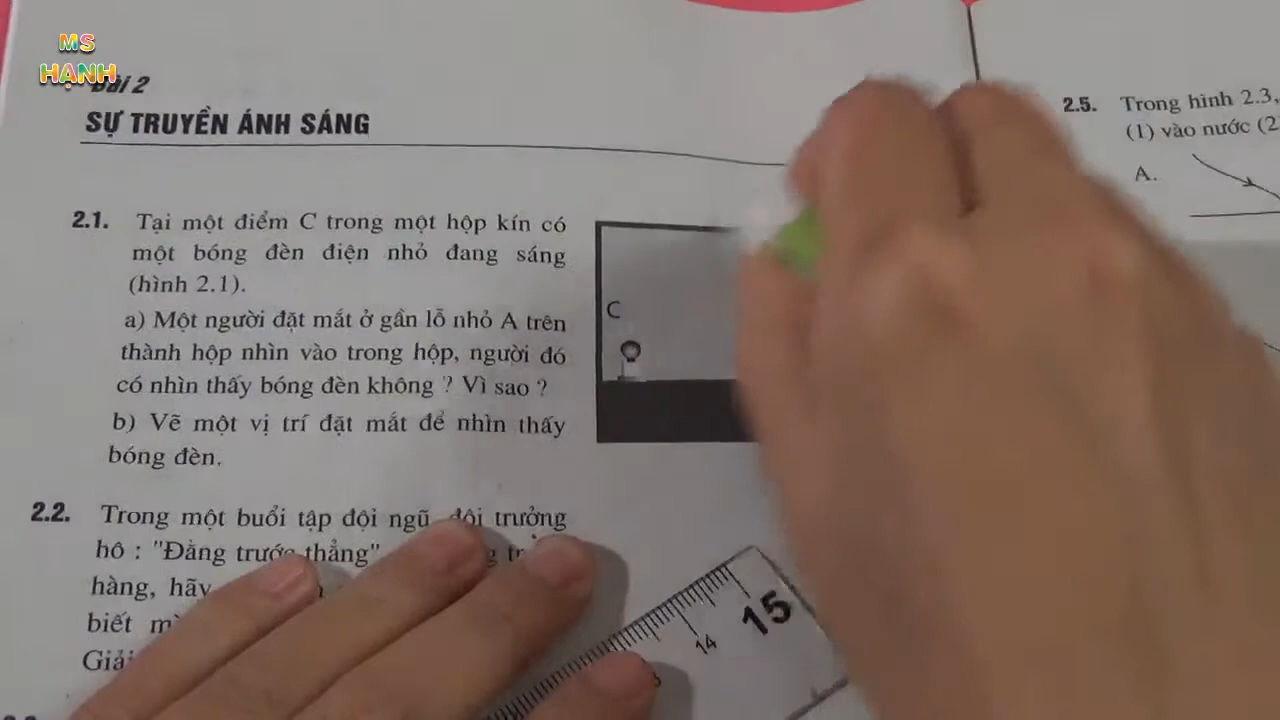 MS
HẠNH
Bài 2
SỰ TRUYỀN ÁNH SÁNG
2.1. Tại một điểm C trong một hộp kín có
một bóng đèn điện nhỏ đang sáng
(hình 2.1).
a) Một người đặt mắt ở gần lỗ nhỏ A trên
thành hộp nhìn vào trong hộp, người đó
có nhìn thấy bóng đèn không ? Vì sao ?
b) Vẽ một vị trí đặt mắt để nhìn thấy
bóng đèn.
C
2.2. Trong một buổi tập đội ngũ, đội trưởng
hô : "Đằng trước thẳng"
hàng, hãy
biết
Giải
14
15
2.5. Trong hình 2.3,
(1) vào nước (2
A.